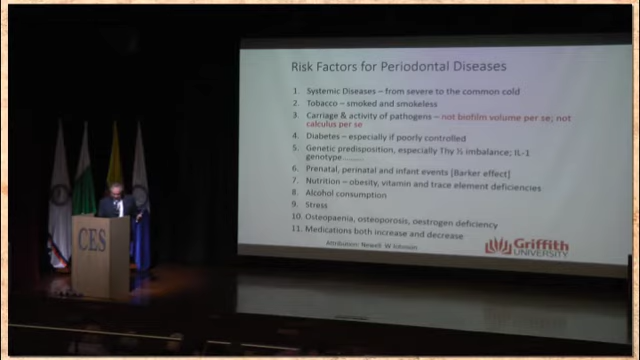 Risk Factors for Periodontal Diseases
1. Systemic Diseases – from severe to the common cold
2. Tobacco – smoked and smokeless
3. Carriage & activity of pathogens – not biofilm volume per se; not
calculus per se
4. Diabetes – especially if poorly controlled
5. Genetic predisposition, especially Thy ½ imbalance; IL-1
genotype........
6. Prenatal, perinatal and infant events [Barker effect]
7. Nutrition – obesity, vitamin and trace element deficiencies
8. Alcohol consumption
9. Stress
10. Osteopaenia, osteoporosis, oestrogen deficiency
11. Medications both increase and decrease
Attribution: Newell W Johnson
Griffith
UNIVERSITY
CES